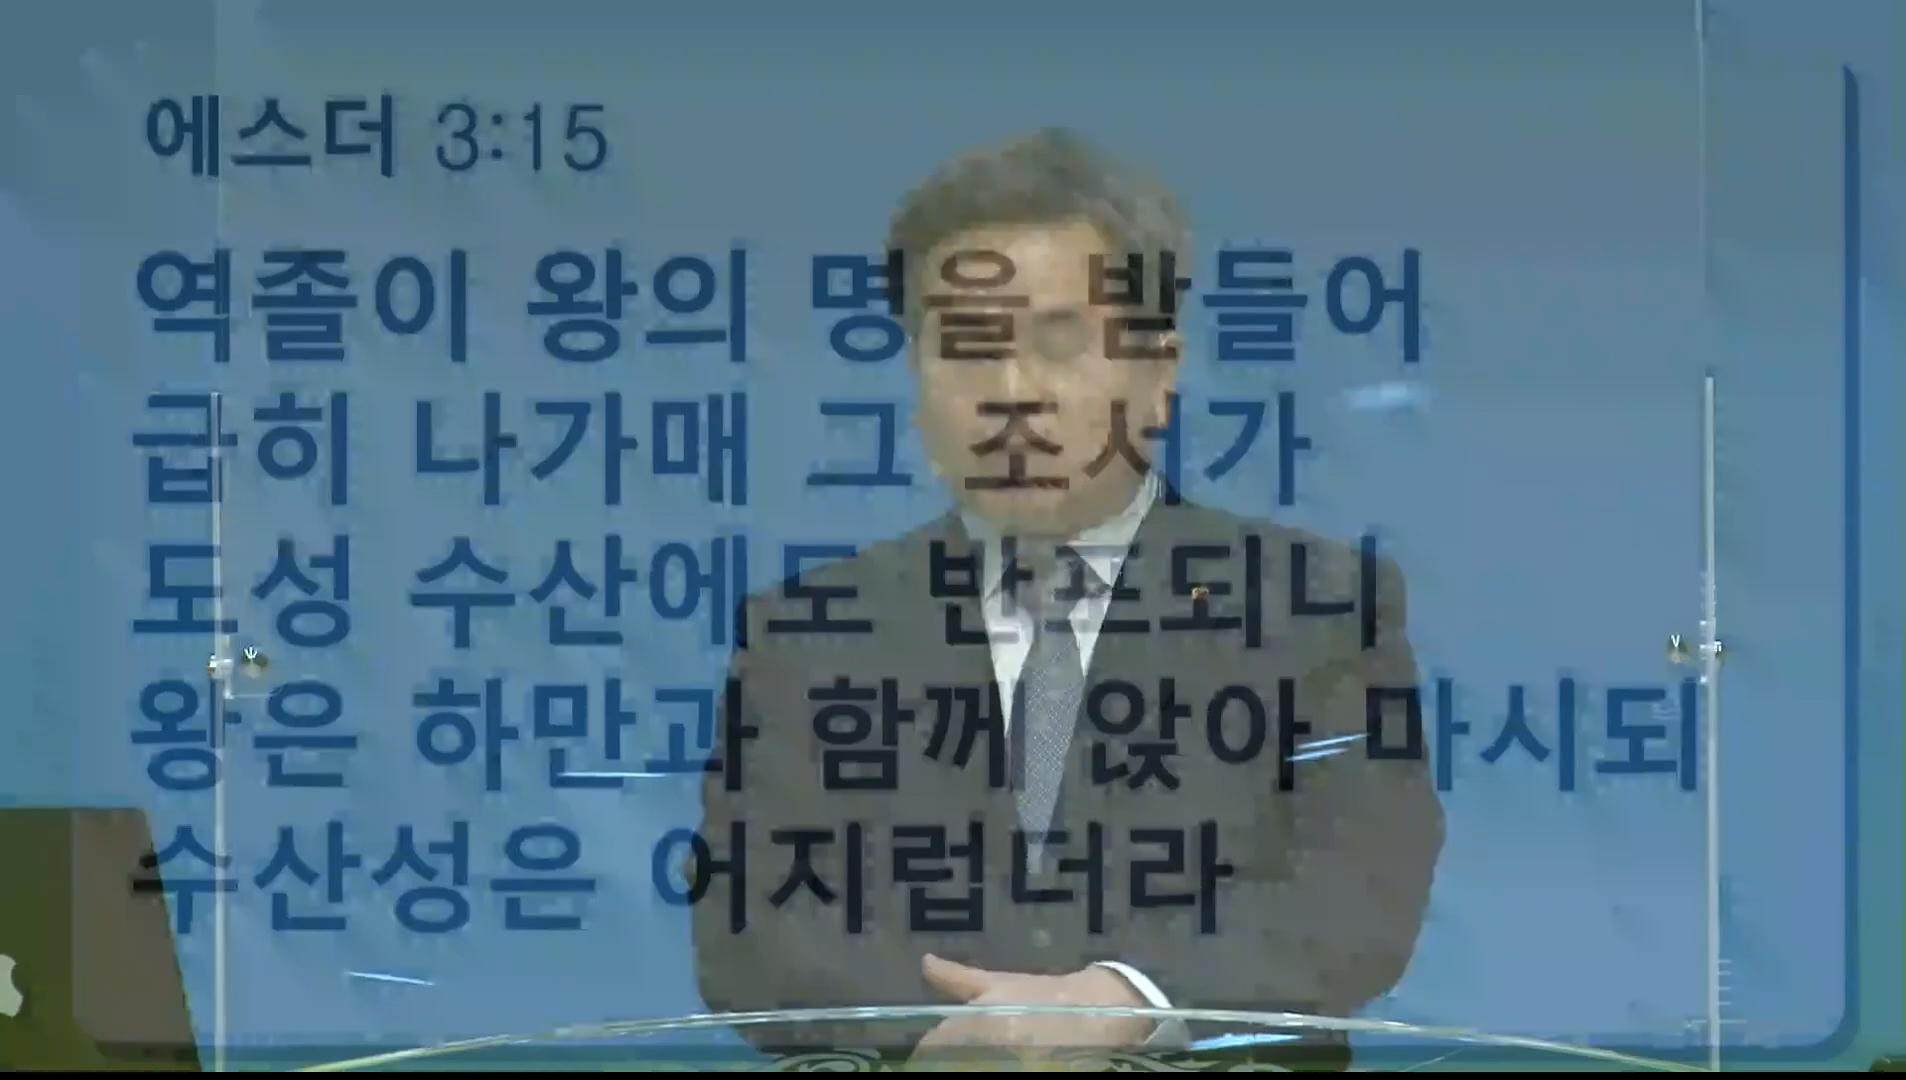 에스더 3:15
역졸이 왕의 명을 받들어
급히 나가매 그 조서가
도성 수산에도 반포되니
왕은 하만과 함께 앉아 마시되
수산성은 어지럽더라